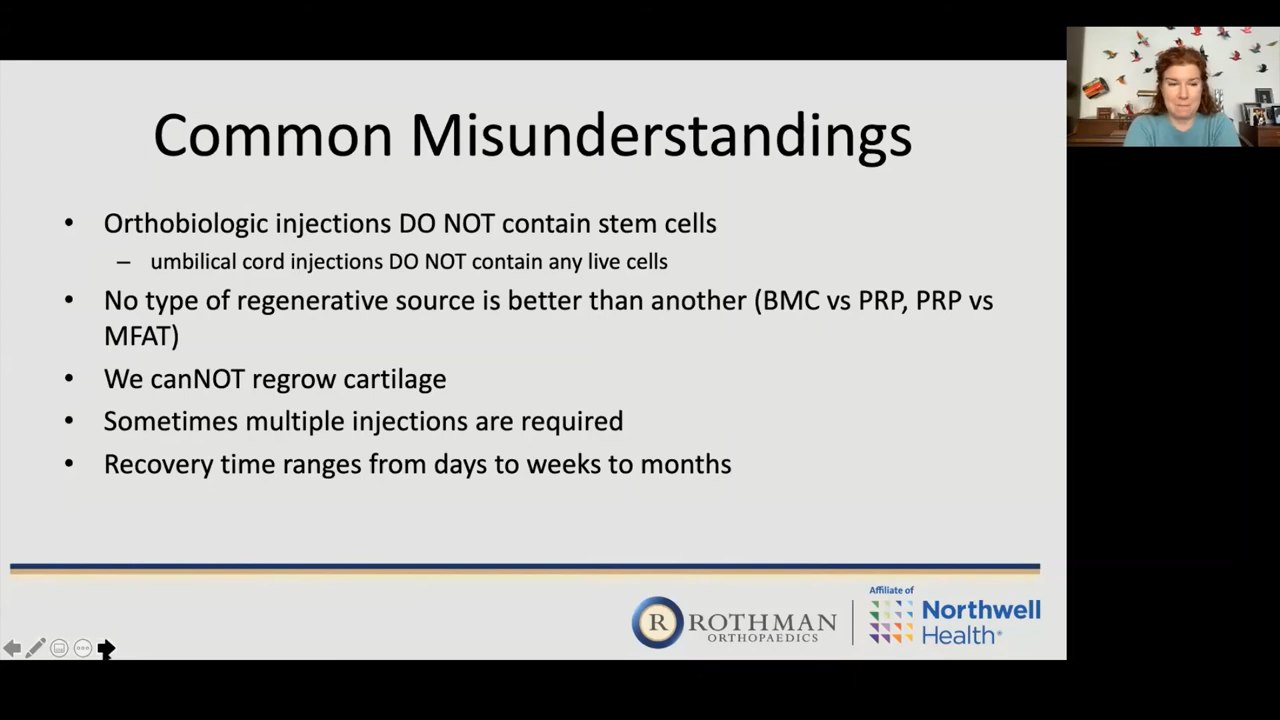 Common Misunderstandings
• Orthobiologic injections DO NOT contain stem cells
– umbilical cord injections DO NOT contain any live cells
• No type of regenerative source is better than another (BMC vs PRP, PRP vs
MFAT)
• We canNOT regrow cartilage
• Sometimes multiple injections are required
• Recovery time ranges from days to weeks to months
R ROTHMAN
ORTHOPAEDICS
Affiliate of
Northwell
Health®